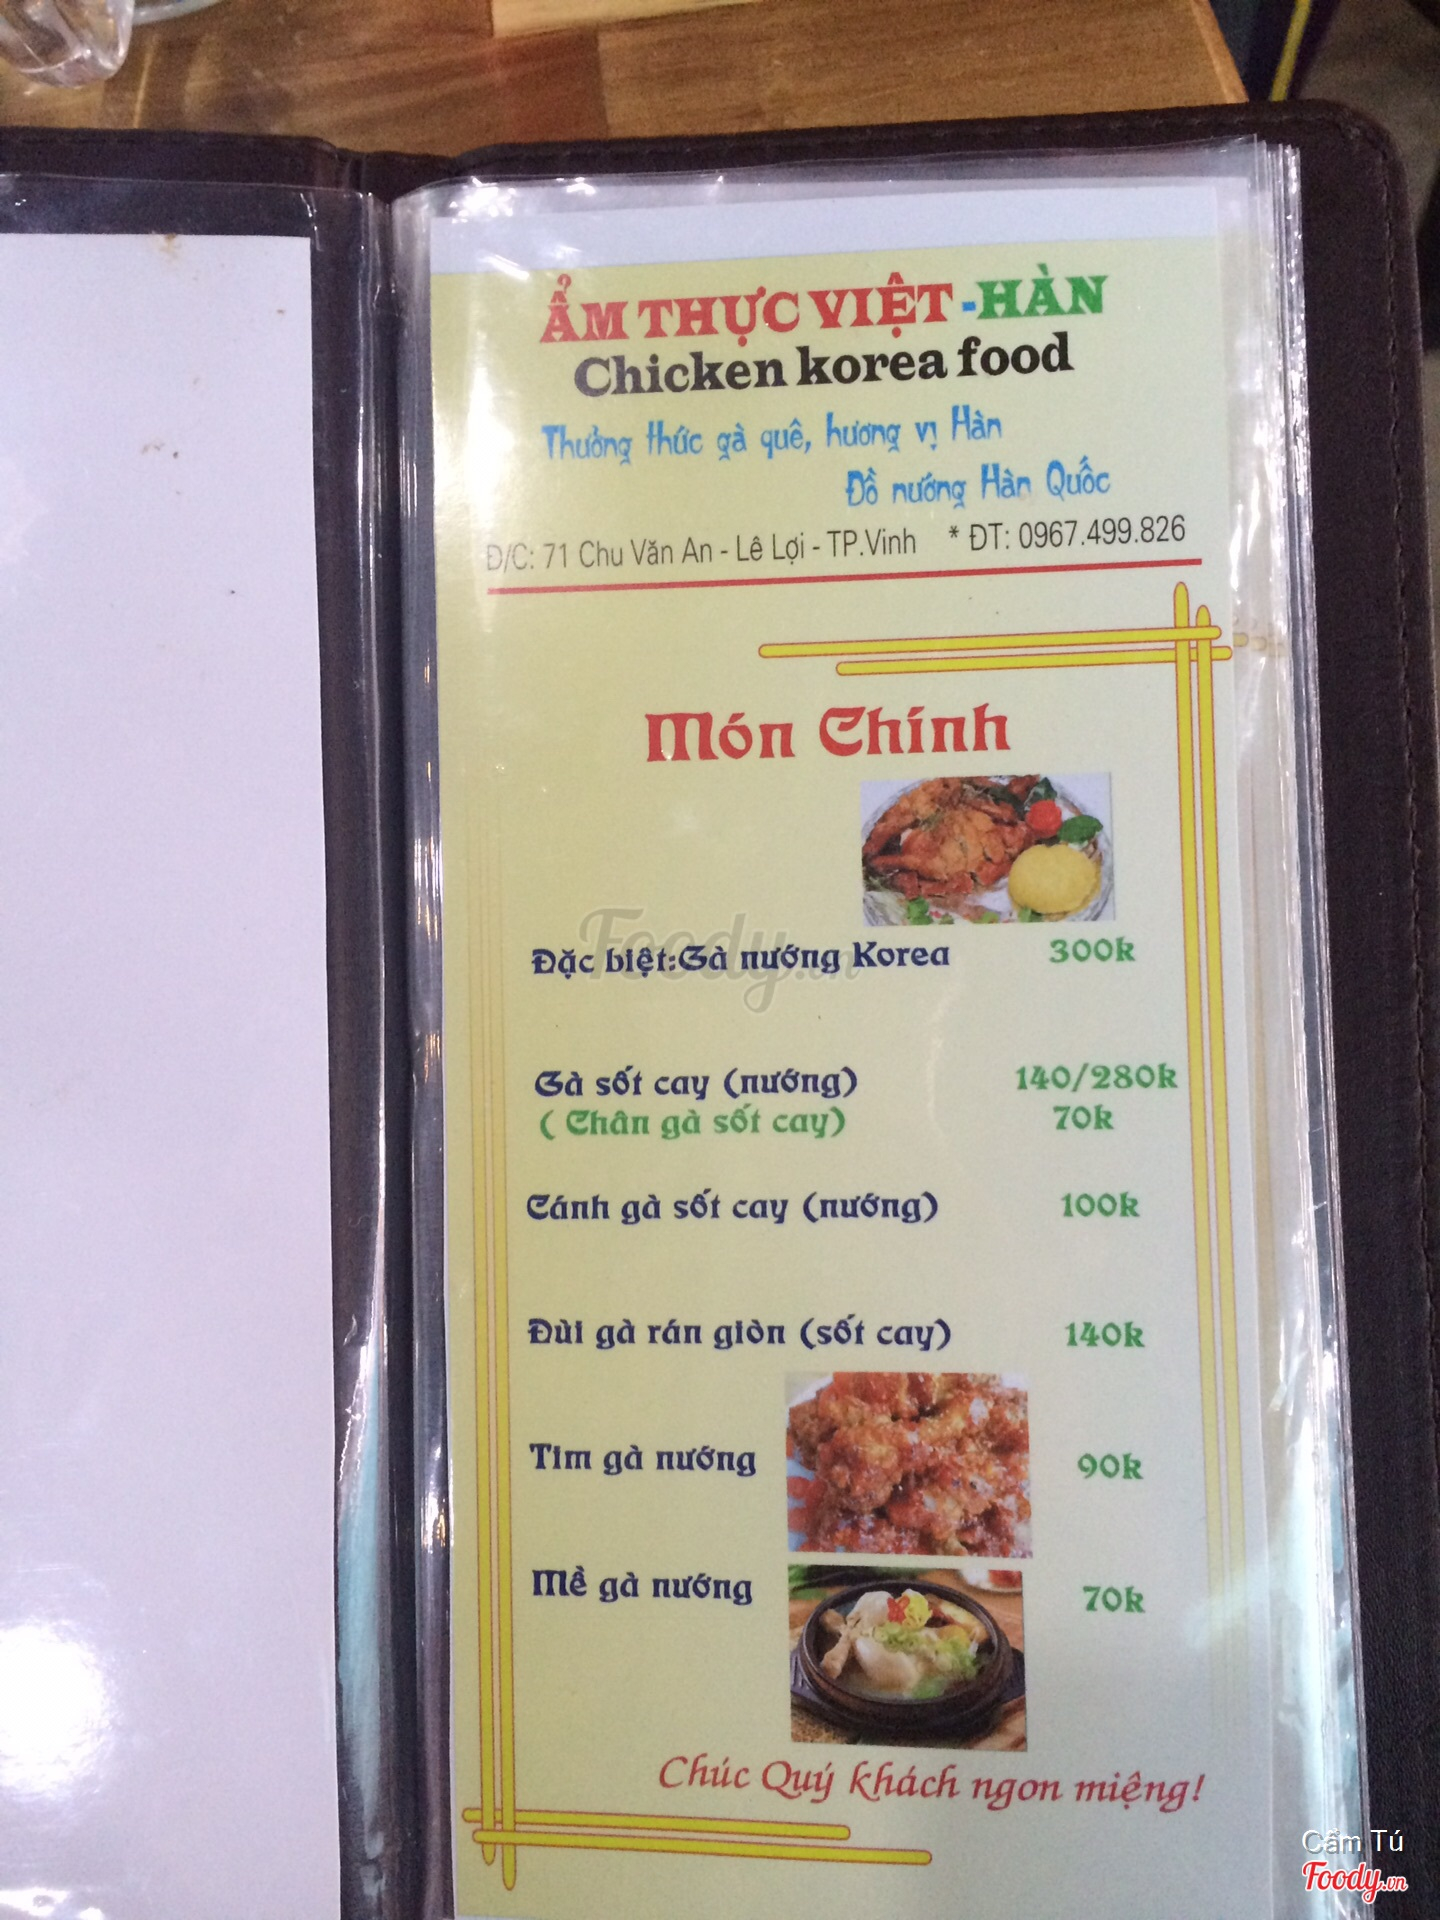 ẨM THỰC VIỆT -HÀN
Chicken korea food
Thưởng thức gà quê, hương vị Hàn
Đồ nướng Hàn Quốc
Đ/C: 71 Chu Văn An - Lê Lợi - TP.Vinh * ĐT: 0967.499.826
Món Chính
Đặc biệt:Gà nướng Korea 300k
Foody.vn
Gà sốt cay (nướng) 140/280k
( Chân gà sốt cay) 70k
Cánh gà sốt cay (nướng) 100k
Đùi gà rán giòn (sốt cay) 140k
Tim gà nướng 90k
Mề gà nướng 70k
Chúc Quý khách ngon miệng!
Cẩm Tú
Foody.vn